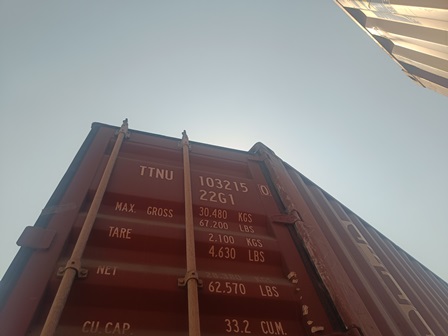 TTNU 103215 0
22G1
MAX. GROSS 30.480 KGS
67.200 LBS
TARE 2.100 KGS
4.630 LBS
NET
62.570 LBS
CU.CAP. 33.2 CU.M.